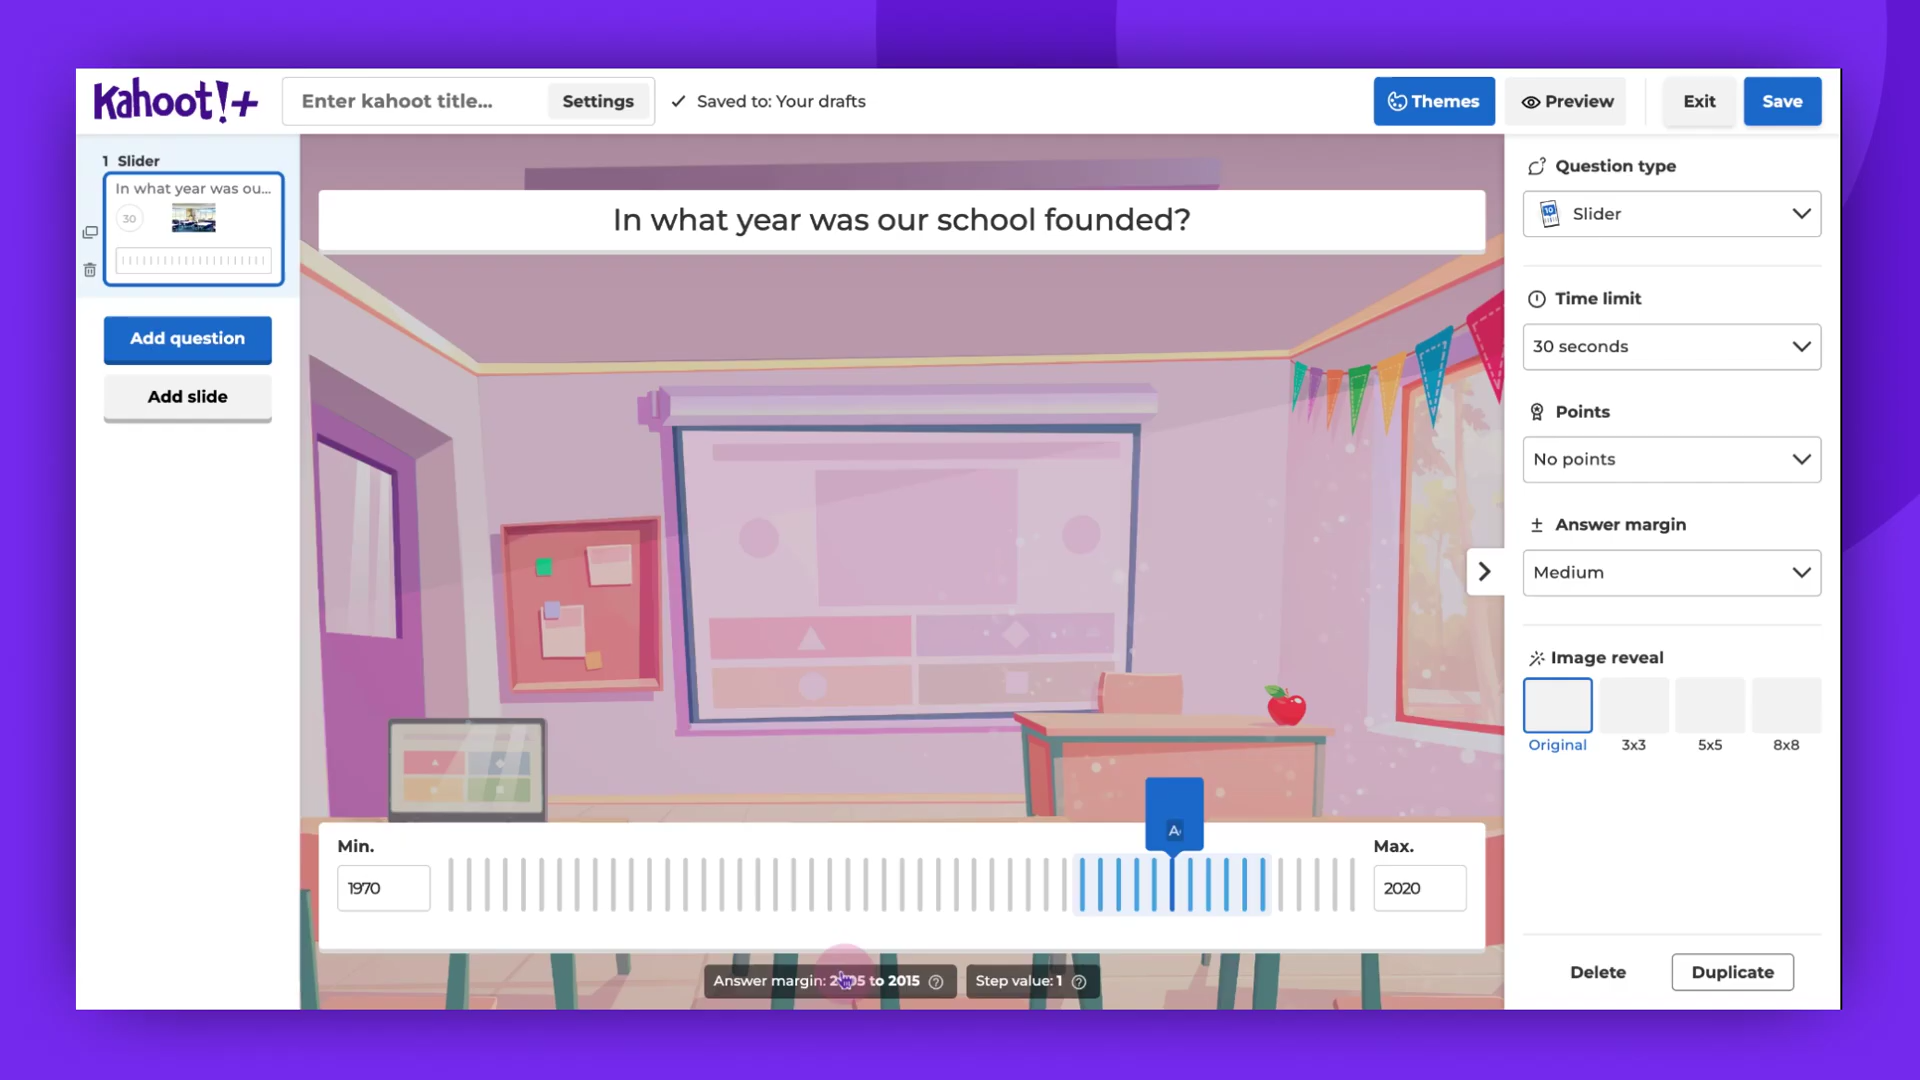 Kahoot!+
Enter kahoot title...
Settings
Saved to: Your drafts
Themes
Preview
Exit
Save
1 Slider
In what year was ou...
30
Add question
Add slide
In what year was our school founded?
Question type
10
Slider
Time limit
30 seconds
Points
No points
Answer margin
Medium
Image reveal
Original
3x3
5x5
8x8
Min.
1970
Max.
2020
Answer margin: to 2015
Step value: 1
Delete
Duplicate